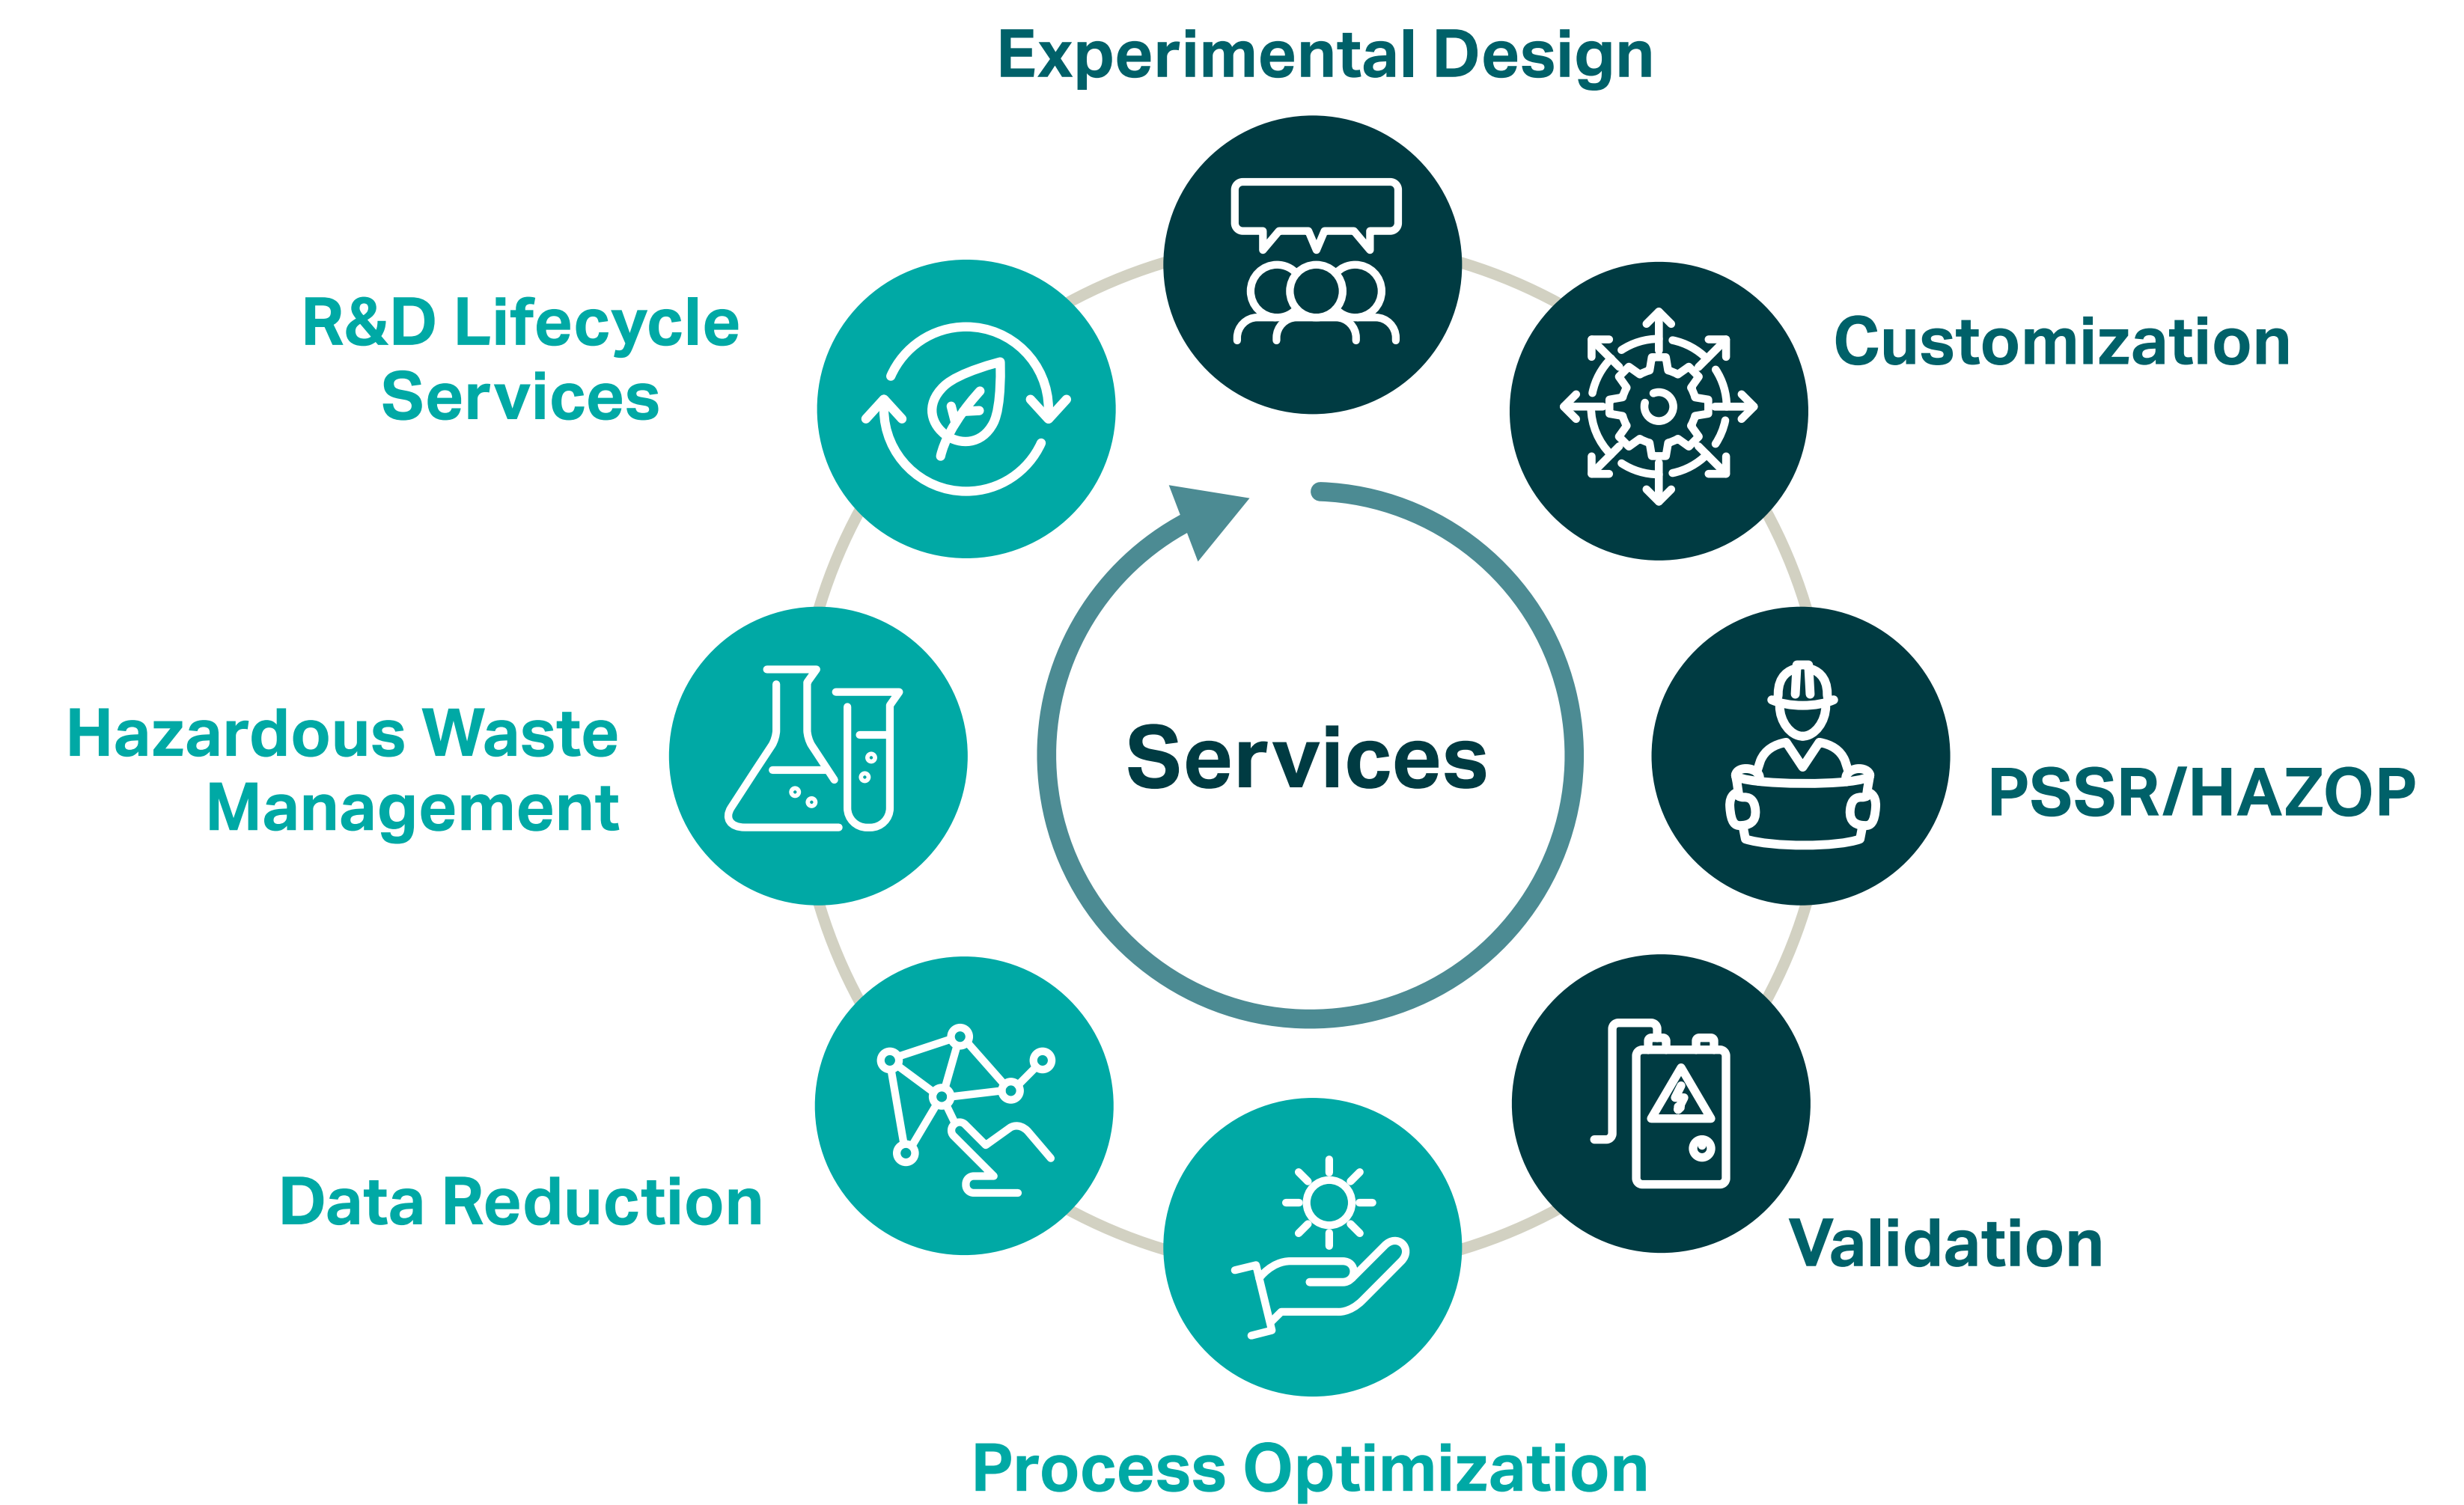 Experimental Design
Customization
PSSR/HAZOP
Validation
Process Optimization
Data Reduction
Hazardous Waste
Management
R&D Lifecycle
Services
Services